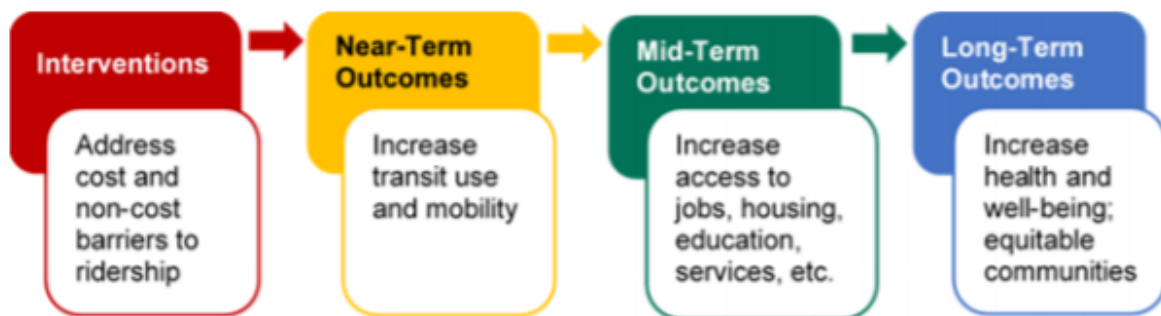 Interventions
Address
cost and
non-cost
barriers to
ridership
Near-Term
Outcomes
Increase
transit use
and mobility
Mid-Term
Outcomes
Increase
access to
jobs, housing,
education,
services, etc.
Long-Term
Outcomes
Increase
health and
well-being;
equitable
communities